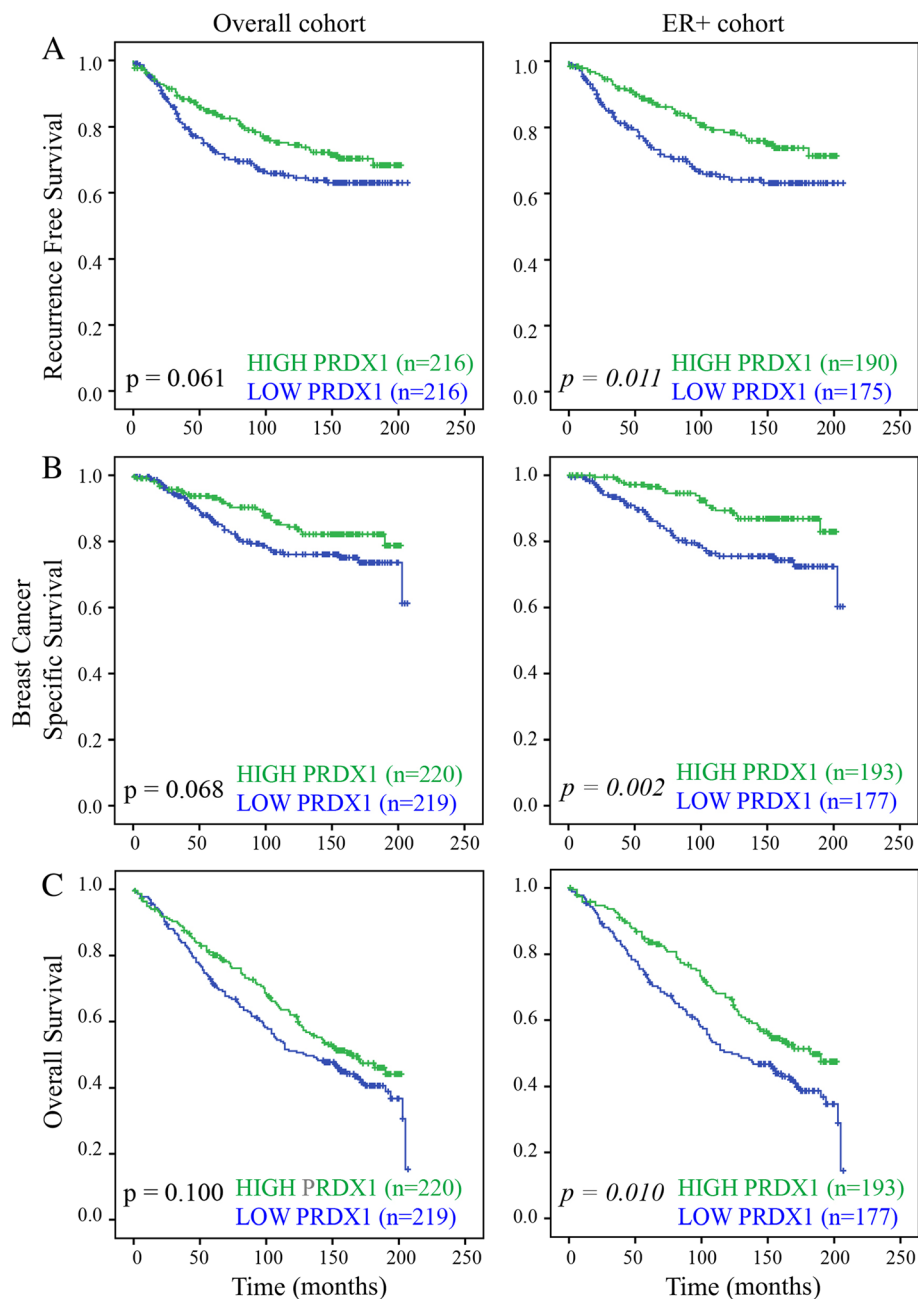 Overall cohort
ER+ cohort
A
Recurrence Free Survival
1.0
0.8
0.6
0.4
0.2
0.0
p = 0.061
HIGH PRDX1 (n=216)
LOW PRDX1 (n=216)
0 50 100 150 200 250
1.0
0.8
0.6
0.4
0.2
0.0
p = 0.011
HIGH PRDX1 (n=190)
LOW PRDX1 (n=175)
0 50 100 150 200 250
B
Breast Cancer
Specific Survival
1.0
0.8
0.6
0.4
0.2
0.0
p = 0.068
HIGH PRDX1 (n=220)
LOW PRDX1 (n=219)
0 50 100 150 200 250
1.0
0.8
0.6
0.4
0.2
0.0
p = 0.002
HIGH PRDX1 (n=193)
LOW PRDX1 (n=177)
0 50 100 150 200 250
C
Overall Survival
1.0
0.8
0.6
0.4
0.2
0.0
p = 0.100
HIGH PRDX1 (n=220)
LOW PRDX1 (n=219)
0 50 100 150 200 250
Time (months)
1.0
0.8
0.6
0.4
0.2
0.0
p = 0.010
HIGH PRDX1 (n=193)
LOW PRDX1 (n=177)
0 50 100 150 200 250
Time (months)